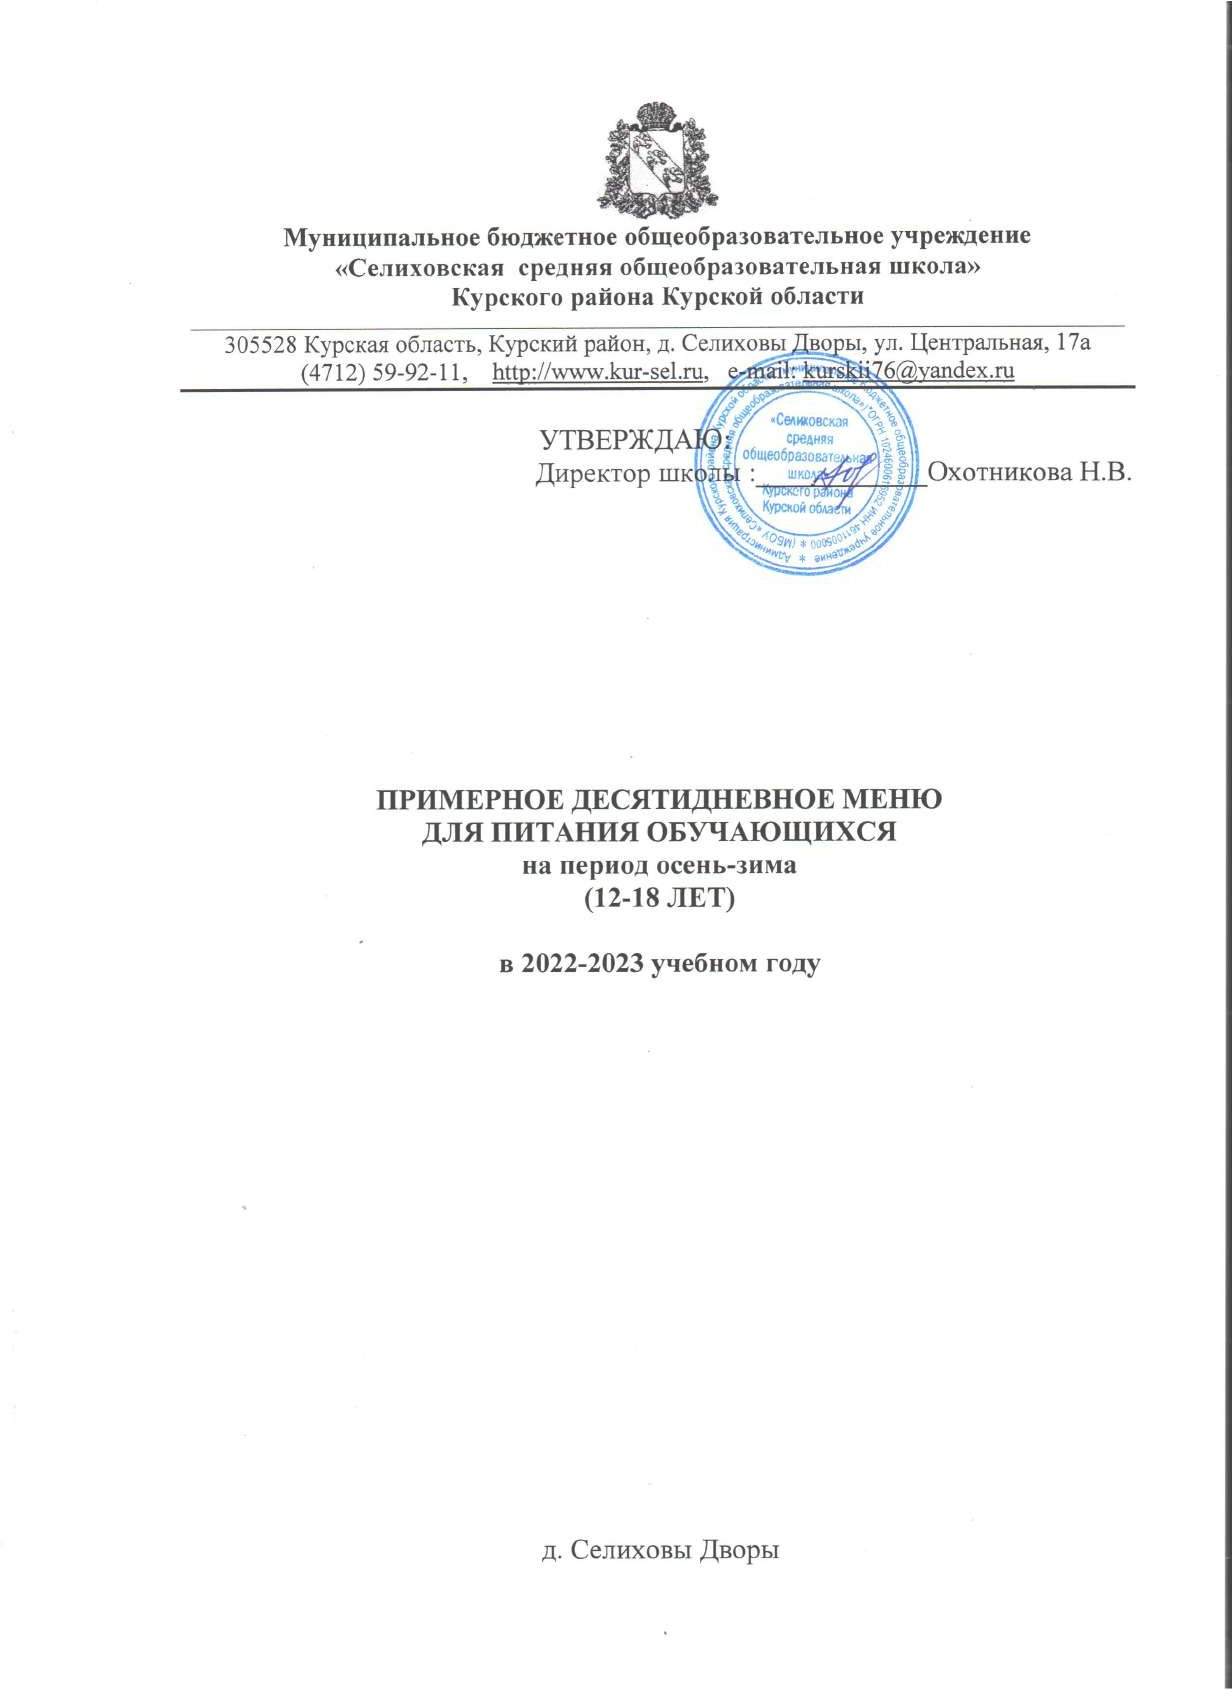 Муниципальное бюджетное общеобразовательное учреждение
«Селиховская средняя общеобразовательная школа»
Курского района Курской области
305528 Курская область, Курский район, д. Селиховы Дворы, ул. Центральная, 17а
(4712) 59-92-11, http://www.kur-sel.ru, e-mail: kurskii76@yandex.ru
УТВЕРЖДАЮ:
Директор школы :____________Охотникова Н.В.
«Селиховская
средняя
общеобразовательная
школа»
Курского района
Курской области
ПРИМЕРНОЕ ДЕСЯТИДНЕВНОЕ МЕНЮ
ДЛЯ ПИТАНИЯ ОБУЧАЮЩИХСЯ
на период осень-зима
(12-18 ЛЕТ)
в 2022-2023 учебном году
д. Селиховы Дворы